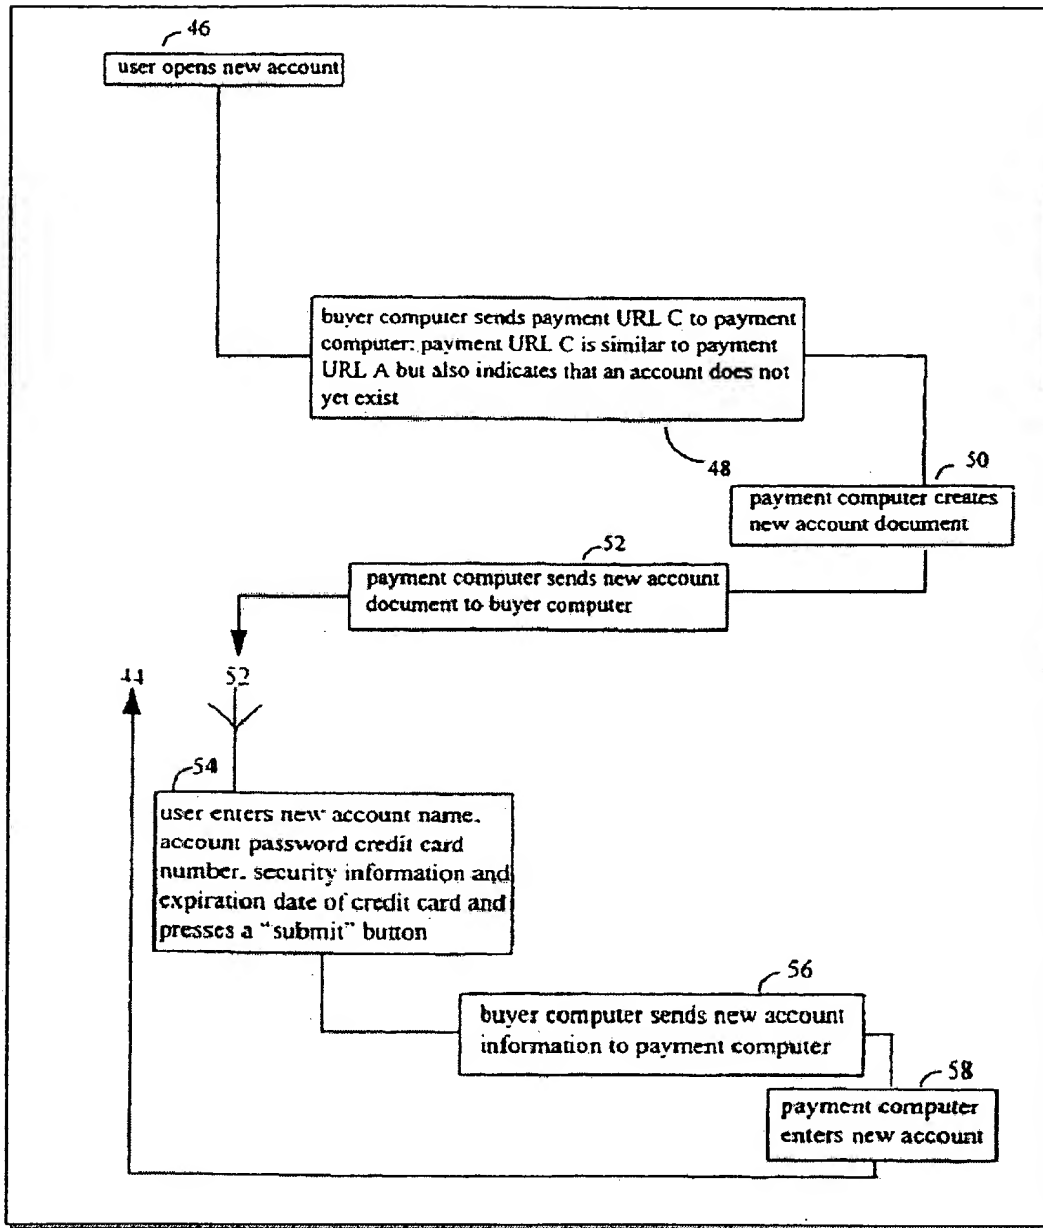 46
user opens new account
buyer computer sends payment URL C to payment
computer: payment URL C is similar to payment
URL A but also indicates that an account does not
yet exist
48
50
payment computer creates
new account document
52
payment computer sends new account
document to buyer computer
44
52
54
user enters new account name.
account password credit card
number. security information and
expiration date of credit card and
presses a "submit" button
56
buyer computer sends new account
information to payment computer
58
payment computer
enters new account